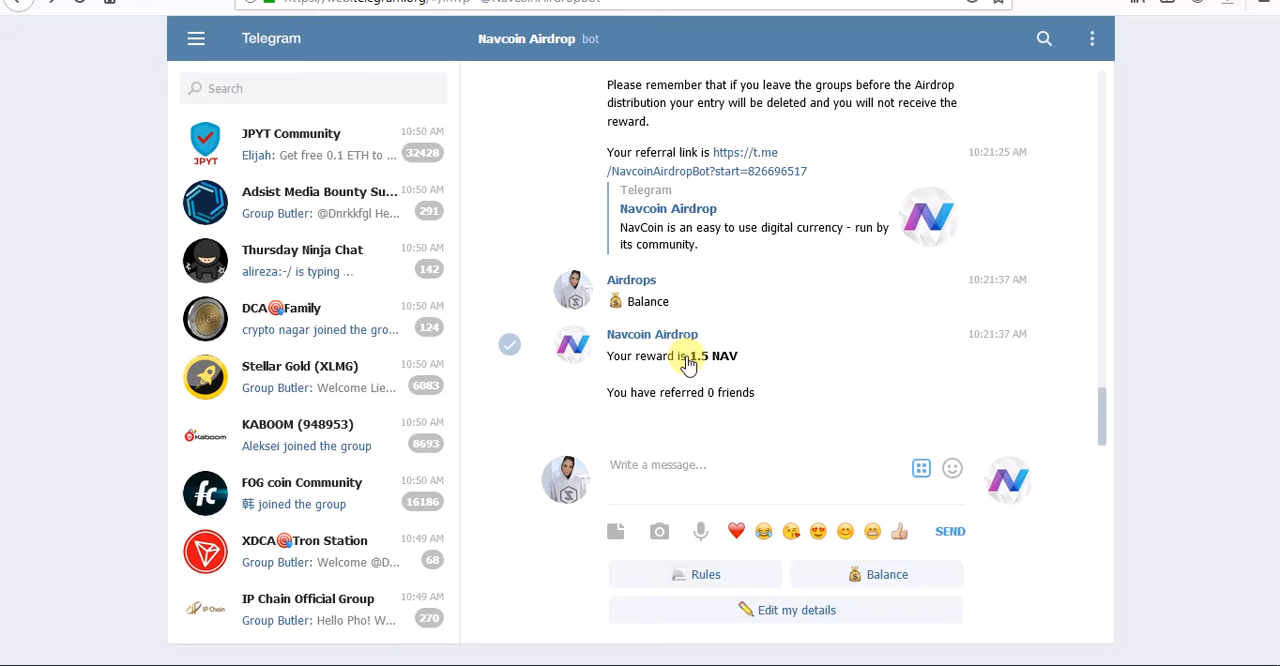 Telegram
Navcoin Airdrop bot
Search
JPYT Community 10:50 AM
Elijah: Get free 0.1 ETH to ... 32428
JPYT
Adsist Media Bounty Su... 10:50 AM
Group Butler: @Dnrkkfgl He... 291
Thursday Ninja Chat 10:50 AM
alireza:-/ is typing ... 142
DCA🎯Family 10:50 AM
crypto nagar joined the gro... 124
Stellar Gold (XLMG) 10:50 AM
Group Butler: Welcome Lie... 6083
KABOOM (948953) 10:50 AM
Kaboom
Aleksei joined the group 8693
FOG coin Community 10:50 AM
韩 joined the group 16186
XDCA🎯Tron Station 10:49 AM
Group Butler: Welcome @D... 68
IP Chain Official Group 10:49 AM
IP Chain
Group Butler: Hello Pho! W... 270
Please remember that if you leave the groups before the Airdrop
distribution your entry will be deleted and you will not receive the
reward.
Your referral link is https://t.me 10:21:25 AM
/NavcoinAirdropBot?start=826696517
Telegram
Navcoin Airdrop
NavCoin is an easy to use digital currency - run by
its community.
Airdrops 10:21:37 AM
💰 Balance
Navcoin Airdrop 10:21:37 AM
Your reward is 1.5 NAV
You have referred 0 friends
Write a message...
SEND
Rules
💰 Balance
✏️ Edit my details